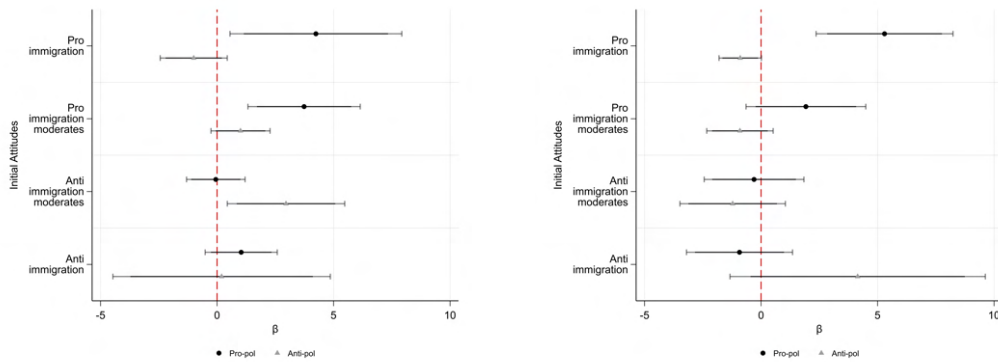 Pro
immigration
Pro
immigration
moderates
Anti
immigration
moderates
Anti
immigration
Initial Attitudes
-5 0 5 10
β
Pro-pol Anti-pol
Pro
immigration
Pro
immigration
moderates
Anti
immigration
moderates
Anti
immigration
Initial Attitudes
-5 0 5 10
β
Pro-pol Anti-pol